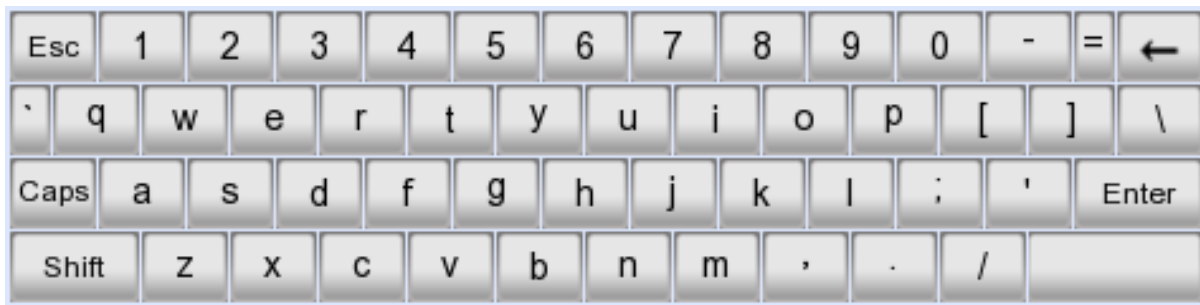 Esc 1 2 3 4 5 6 7 8 9 0 - = ←
` q w e r t y u i o p [ ] \
Caps a s d f g h j k l ; ' Enter
Shift z x c v b n m , . /